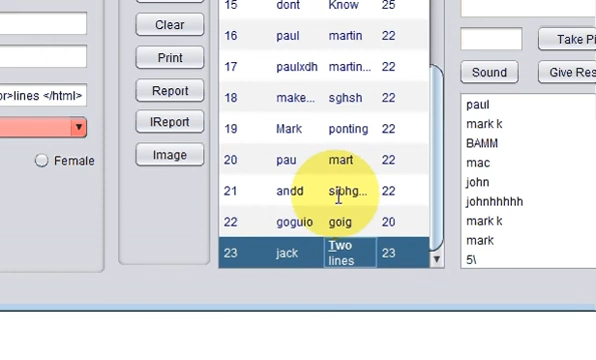 or>lines </html>
Female
Clear
Print
Report
IReport
Image
15 dont Know 25
16 paul martin 22
17 paulxdh martin... 22
18 make... sghsh 22
19 Mark ponting 22
20 pau mart 22
21 andd 22
22 goguio goig 20
23 jack Two 23
lines
Take Pi
Sound
Give Res
paul
mark k
BAMM
mac
john
johnhhhhh
mark k
mark
5\